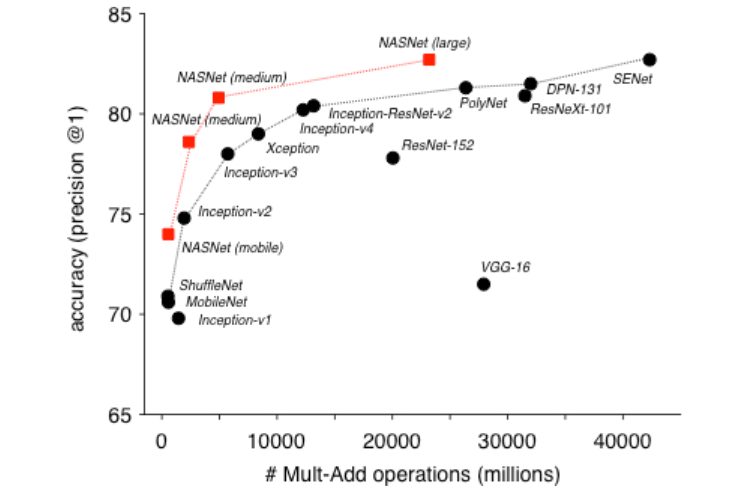 85
NASNet (large)
NASNet (medium)
SENet
DPN-131
PolyNet
ResNeXt-101
80
NASNet (medium)
Inception-ResNet-v2
Inception-v4
Xception
ResNet-152
Inception-v3
75
Inception-v2
NASNet (mobile)
VGG-16
ShuffleNet
MobileNet
70
Inception-v1
65
accuracy (precision @1)
0 10000 20000 30000 40000
# Mult-Add operations (millions)